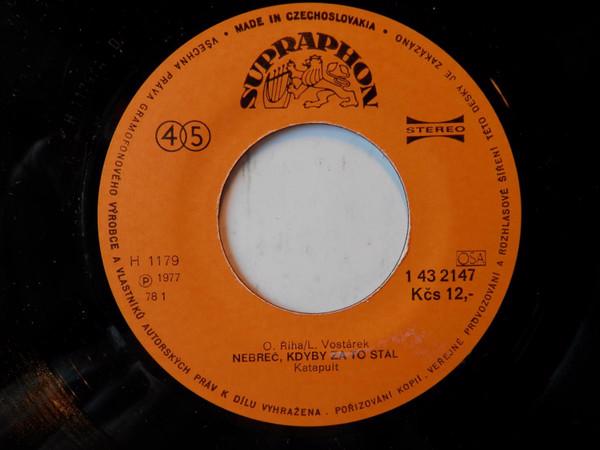 VŠECHNA PRÁVA GRAMOFONOVÉHO VÝROBCE A VLASTNÍKŮ AUTORSKÝCH PRÁV K DÍLU VYHRAŽENA. POŘIZOVÁNÍ KOPIÍ, VEŘEJNÉ PROVOZOVÁNÍ A ROZHLASOVÉ ŠÍŘENÍ TÉTO DESKY JE ZAKÁZÁNO • MADE IN CZECHOSLOVAKIA •
SUPRAPHON
45
STEREO
H 1179
Ⓟ 1977
78 1
OSA
1 43 2147
Kčs 12,-
O. Říha/L. Vostárek
NEBREČ, KDYBY ZA TO STÁL
Katapult